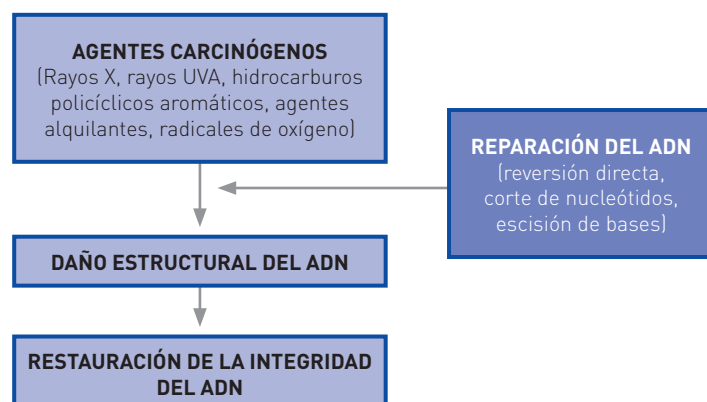 AGENTES CARCINÓGENOS
(Rayos X, rayos UVA, hidrocarburos
policíclicos aromáticos, agentes
alquilantes, radicales de oxígeno)
REPARACIÓN DEL ADN
(reversión directa,
corte de nucleótidos,
escisión de bases)
DAÑO ESTRUCTURAL DEL ADN
RESTAURACIÓN DE LA INTEGRIDAD
DEL ADN